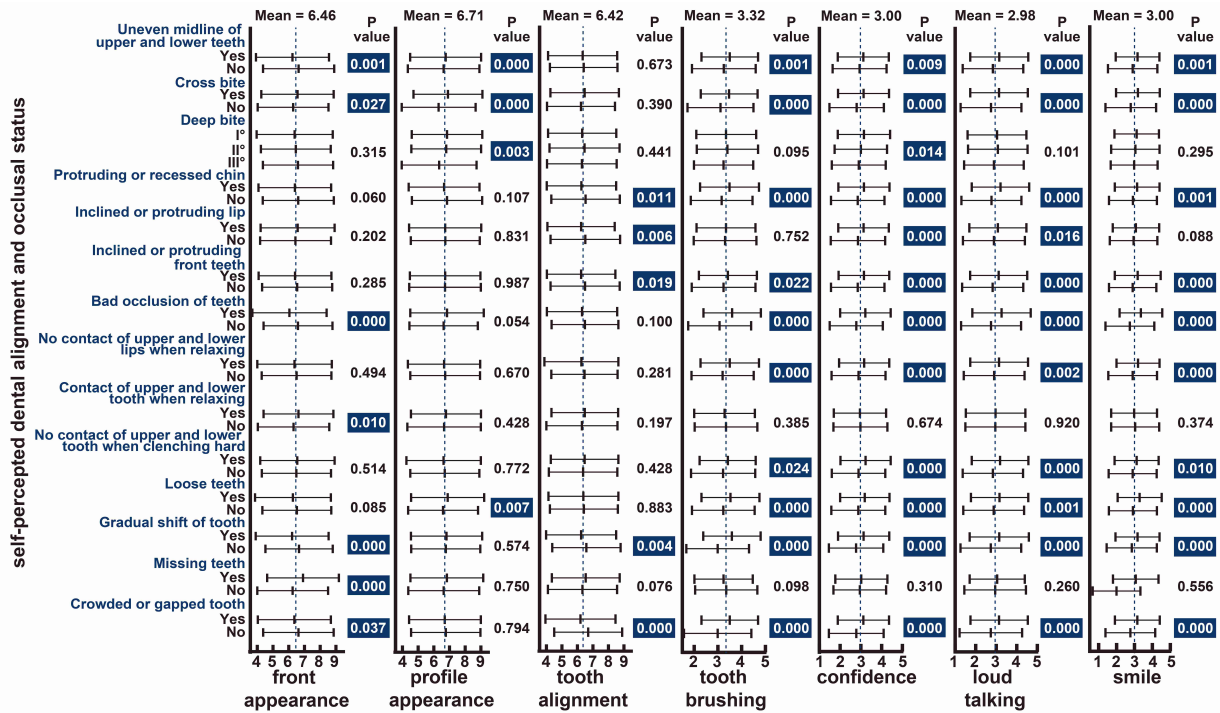 Mean = 6.46 Mean = 6.71 Mean = 6.42 Mean = 3.32 Mean = 3.00 Mean = 2.98 Mean = 3.00
P value P value P value P value P value P value P value
self-percepted dental alignment and occlusal status
Uneven midline of
upper and lower teeth
Yes
No
0.001 0.000 0.673 0.001 0.009 0.000 0.001
Cross bite
Yes
No
0.027 0.000 0.390 0.000 0.000 0.000 0.000
Deep bite
I°
II°
III°
0.315 0.003 0.441 0.095 0.014 0.101 0.295
Protruding or recessed chin
Yes
No
0.060 0.107 0.011 0.000 0.000 0.000 0.001
Inclined or protruding lip
Yes
No
0.202 0.831 0.006 0.752 0.000 0.016 0.088
Inclined or protruding
front teeth
Yes
No
0.285 0.987 0.019 0.022 0.000 0.000 0.000
Bad occlusion of teeth
Yes
No
0.000 0.054 0.100 0.000 0.000 0.000 0.000
No contact of upper and lower
lips when relaxing
Yes
No
0.494 0.670 0.281 0.000 0.000 0.002 0.000
Contact of upper and lower
tooth when relaxing
Yes
No
0.010 0.428 0.197 0.385 0.674 0.920 0.374
No contact of upper and lower
tooth when clenching hard
Yes
No
0.514 0.772 0.428 0.024 0.000 0.000 0.010
Loose teeth
Yes
No
0.085 0.007 0.883 0.000 0.000 0.001 0.000
Gradual shift of tooth
Yes
No
0.000 0.574 0.004 0.000 0.000 0.000 0.000
Missing teeth
Yes
No
0.000 0.750 0.076 0.098 0.310 0.260 0.556
Crowded or gapped tooth
Yes
No
0.037 0.794 0.000 0.000 0.000 0.000 0.000
4 5 6 7 8 9 4 5 6 7 8 9 4 5 6 7 8 9 2 3 4 5 1 2 3 4 5 1 2 3 4 5 1 2 3 4 5
front appearance
profile appearance
tooth alignment
tooth brushing
confidence
loud talking
smile